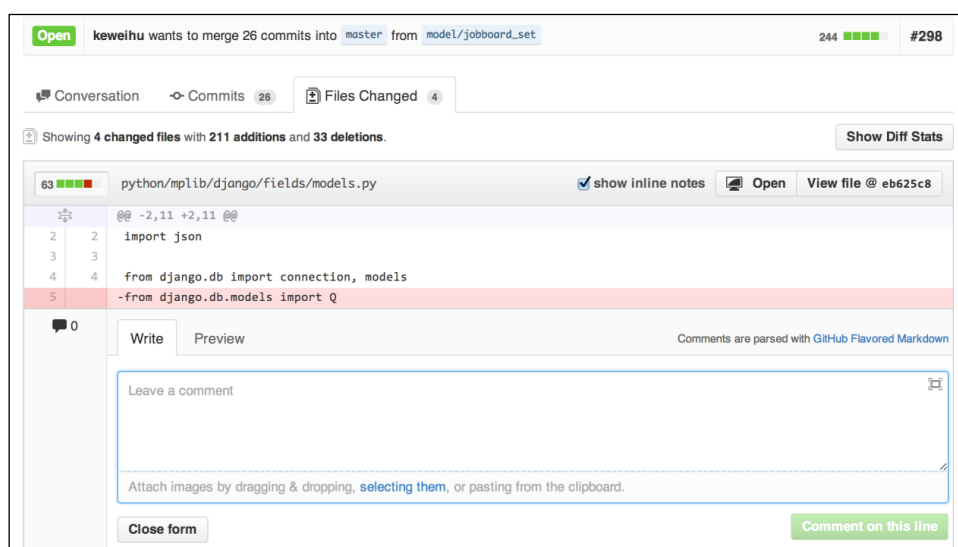 Open keweihu wants to merge 26 commits into master from model/jobboard_set 244 #298
Conversation Commits 26 Files Changed 4
Showing 4 changed files with 211 additions and 33 deletions. Show Diff Stats
63 python/mplib/django/fields/models.py show inline notes Open View file @ eb625c8
@@ -2,11 +2,11 @@
2 2 import json
3 3
4 4 from django.db import connection, models
5 -from django.db.models import Q
0 Write Preview Comments are parsed with GitHub Flavored Markdown
Leave a comment
Attach images by dragging & dropping, selecting them, or pasting from the clipboard.
Close form Comment on this line